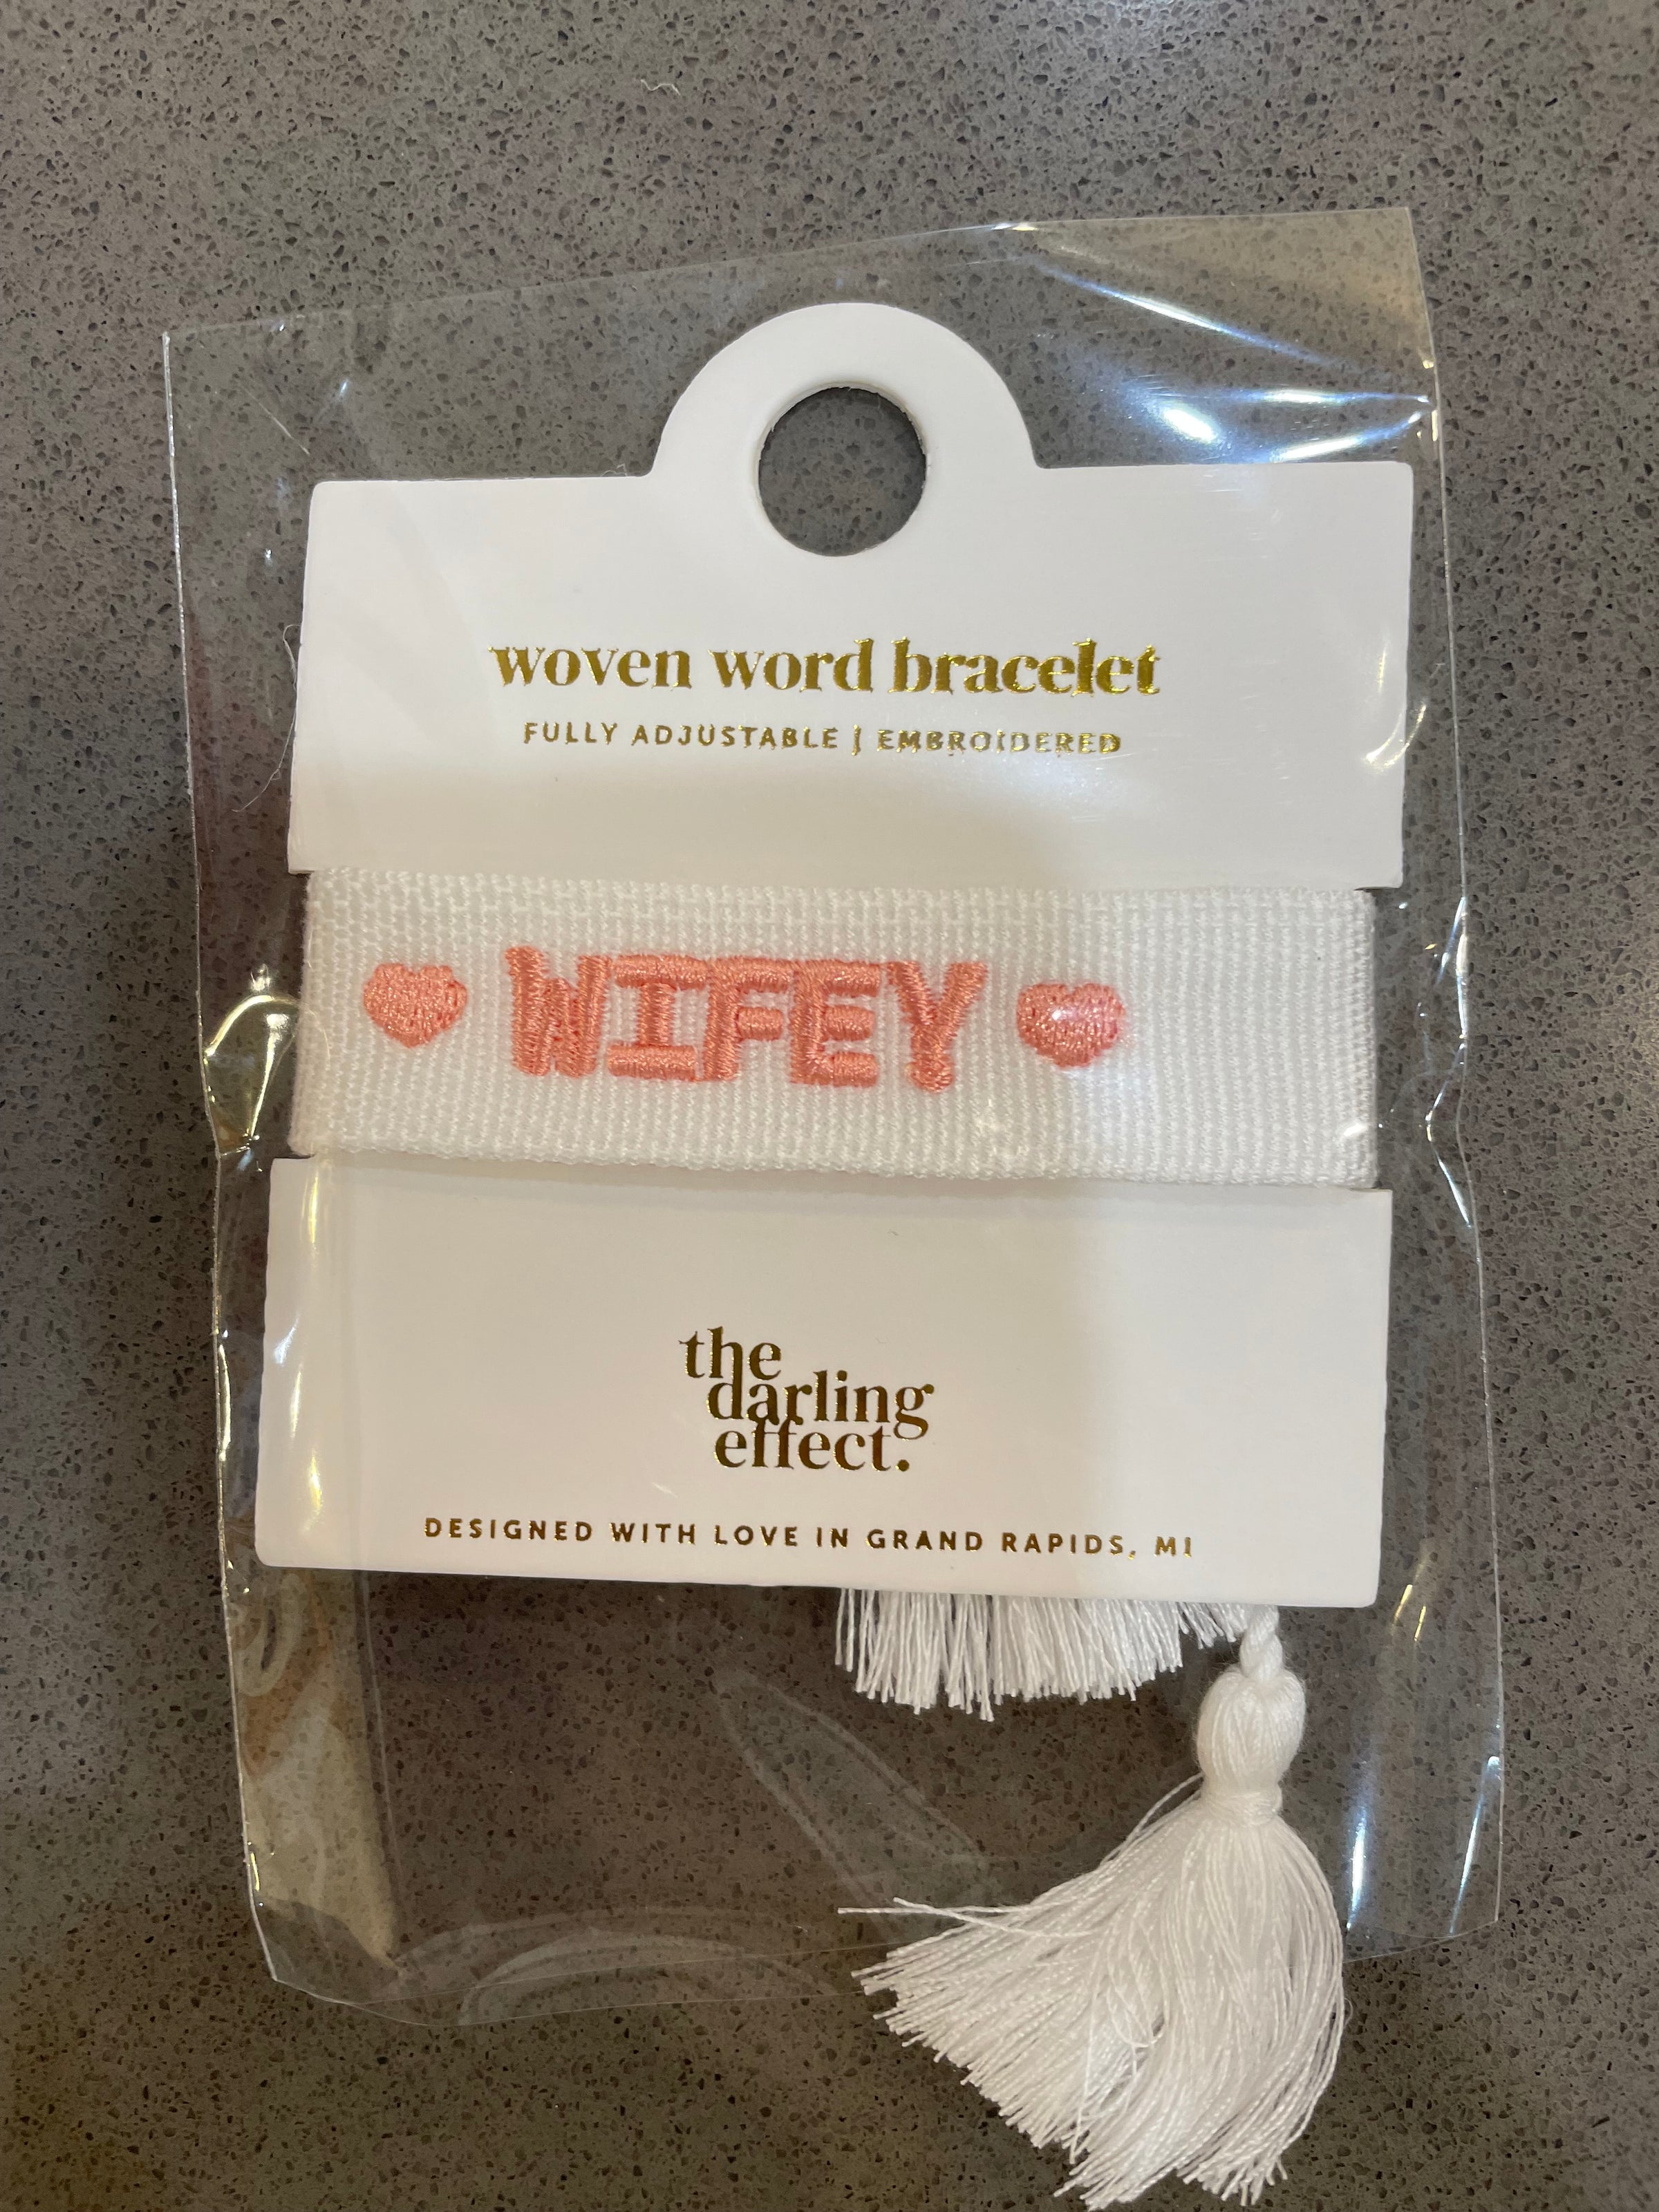 woven word bracelet
FULLY ADJUSTABLE | EMBROIDERED
WIFEY
the
darling
effect.
DESIGNED WITH LOVE IN GRAND RAPIDS, MI